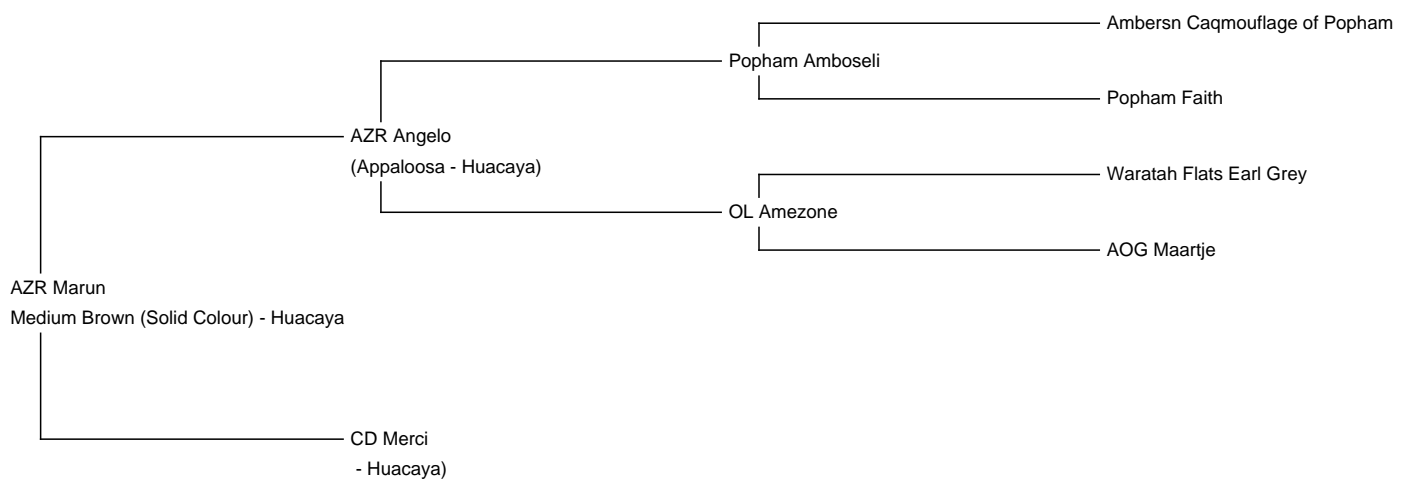 Ambersn Caqmouflage of Popham
Popham Amboseli
Popham Faith
AZR Angelo
(Appaloosa - Huacaya)
Waratah Flats Earl Grey
OL Amezone
AOG Maartje
AZR Marun
Medium Brown (Solid Colour) - Huacaya
CD Merci
- Huacaya)